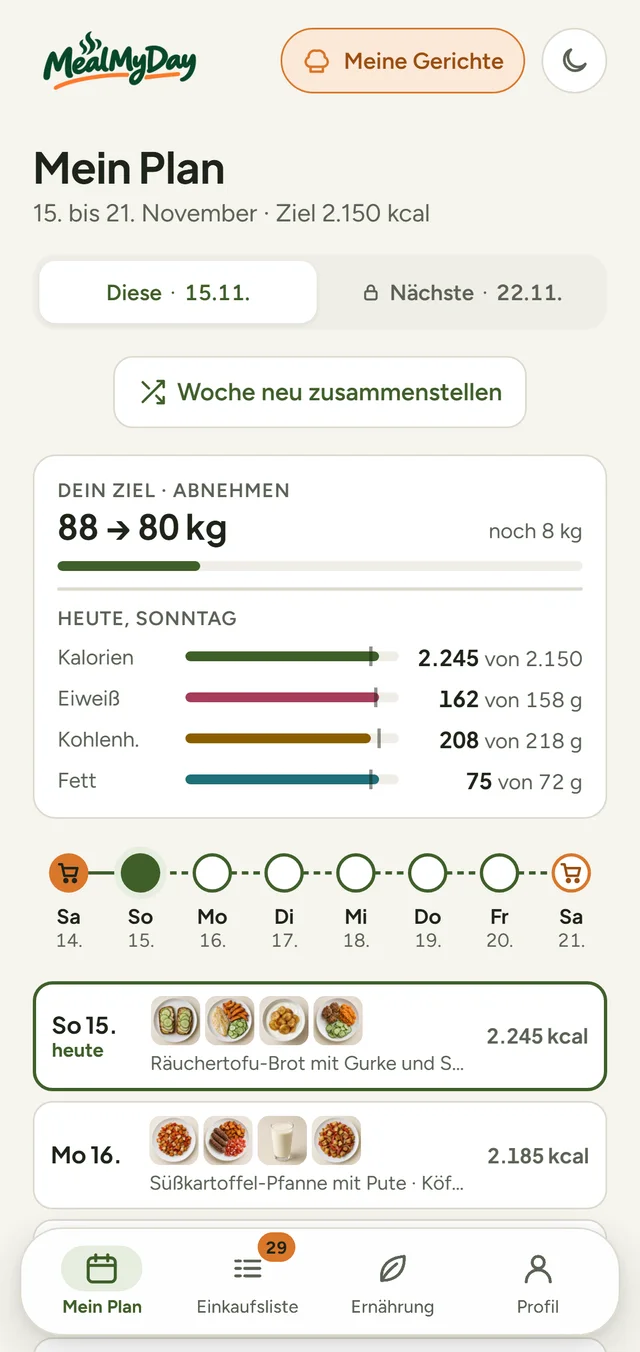 MealMyDay
Meine Gerichte
Mein Plan
15. bis 21. November · Ziel 2.150 kcal
Diese · 15.11.
Nächste · 22.11.
Woche neu zusammenstellen
DEIN ZIEL · ABNEHMEN
88 → 80 kg
noch 8 kg
HEUTE, SONNTAG
Kalorien 2.245 von 2.150
Eiweiß 162 von 158 g
Kohlenh. 208 von 218 g
Fett 75 von 72 g
Sa So Mo Di Mi Do Fr Sa
14. 15. 16. 17. 18. 19. 20. 21.
So 15.
heute
Räuchertofu-Brot mit Gurke und S...
2.245 kcal
Mo 16.
Süßkartoffel-Pfanne mit Pute · Köf...
2.185 kcal
29
Mein Plan
Einkaufsliste
Ernährung
Profil